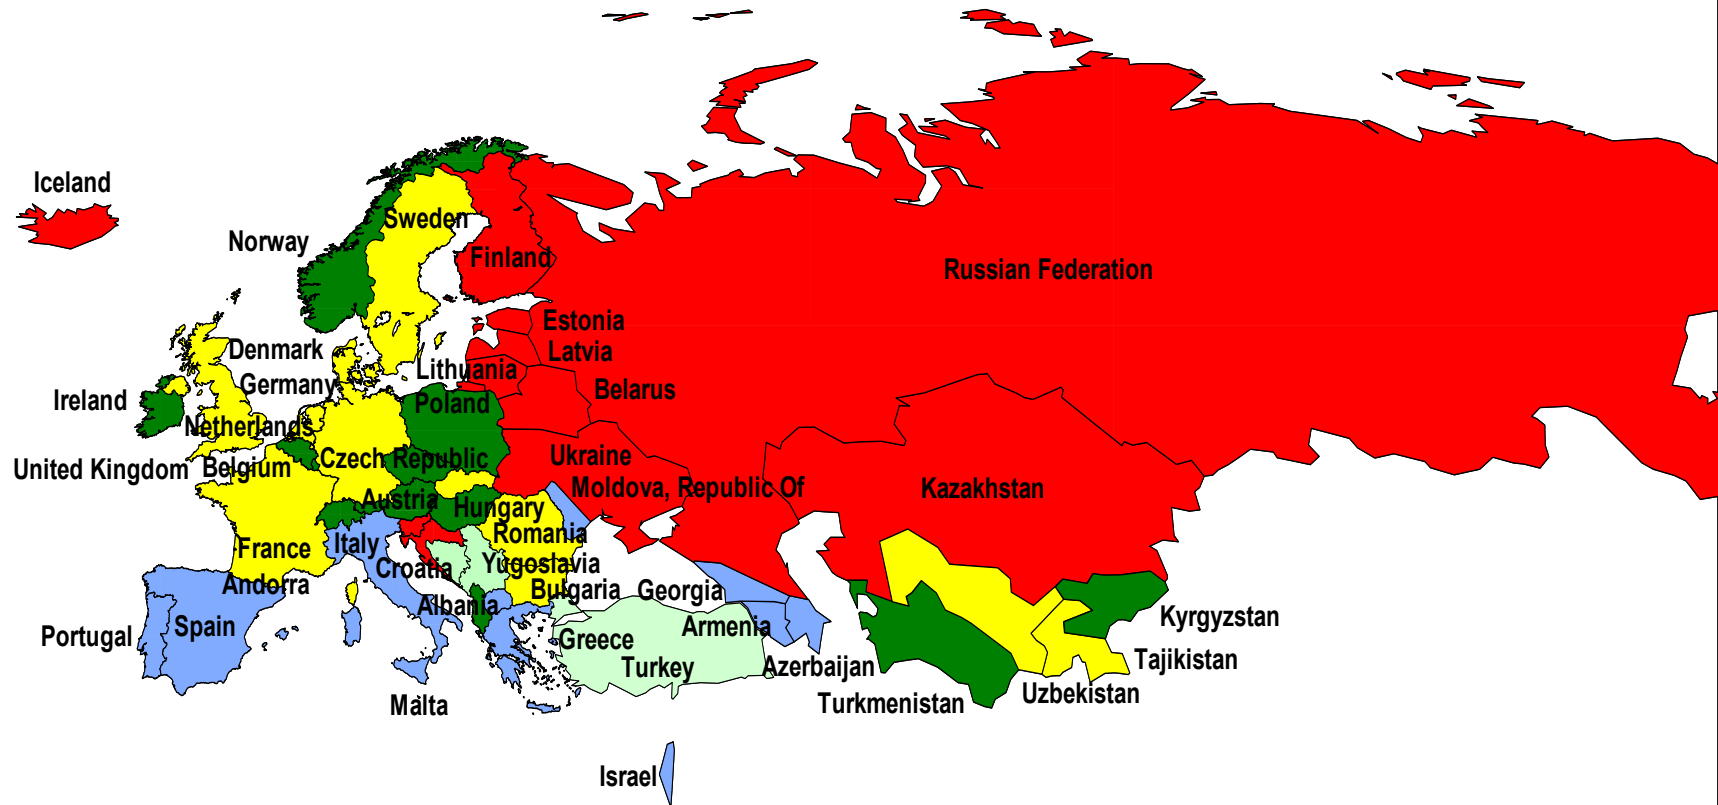 Iceland
Sweden
Norway
Finland
Russian Federation
Estonia
Denmark
Latvia
Lithuania
Germany
Belarus
Ireland
Poland
Netherlands
Ukraine
United Kingdom
Belgium
Czech Republic
Moldova, Republic Of
Kazakhstan
Austria
Hungary
Romania
France
Italy
Yugoslavia
Croatia
Andorra
Bulgaria
Georgia
Albania
Kyrgyzstan
Spain
Armenia
Portugal
Greece
Tajikistan
Turkey
Azerbaijan
Uzbekistan
Malta
Turkmenistan
Israel